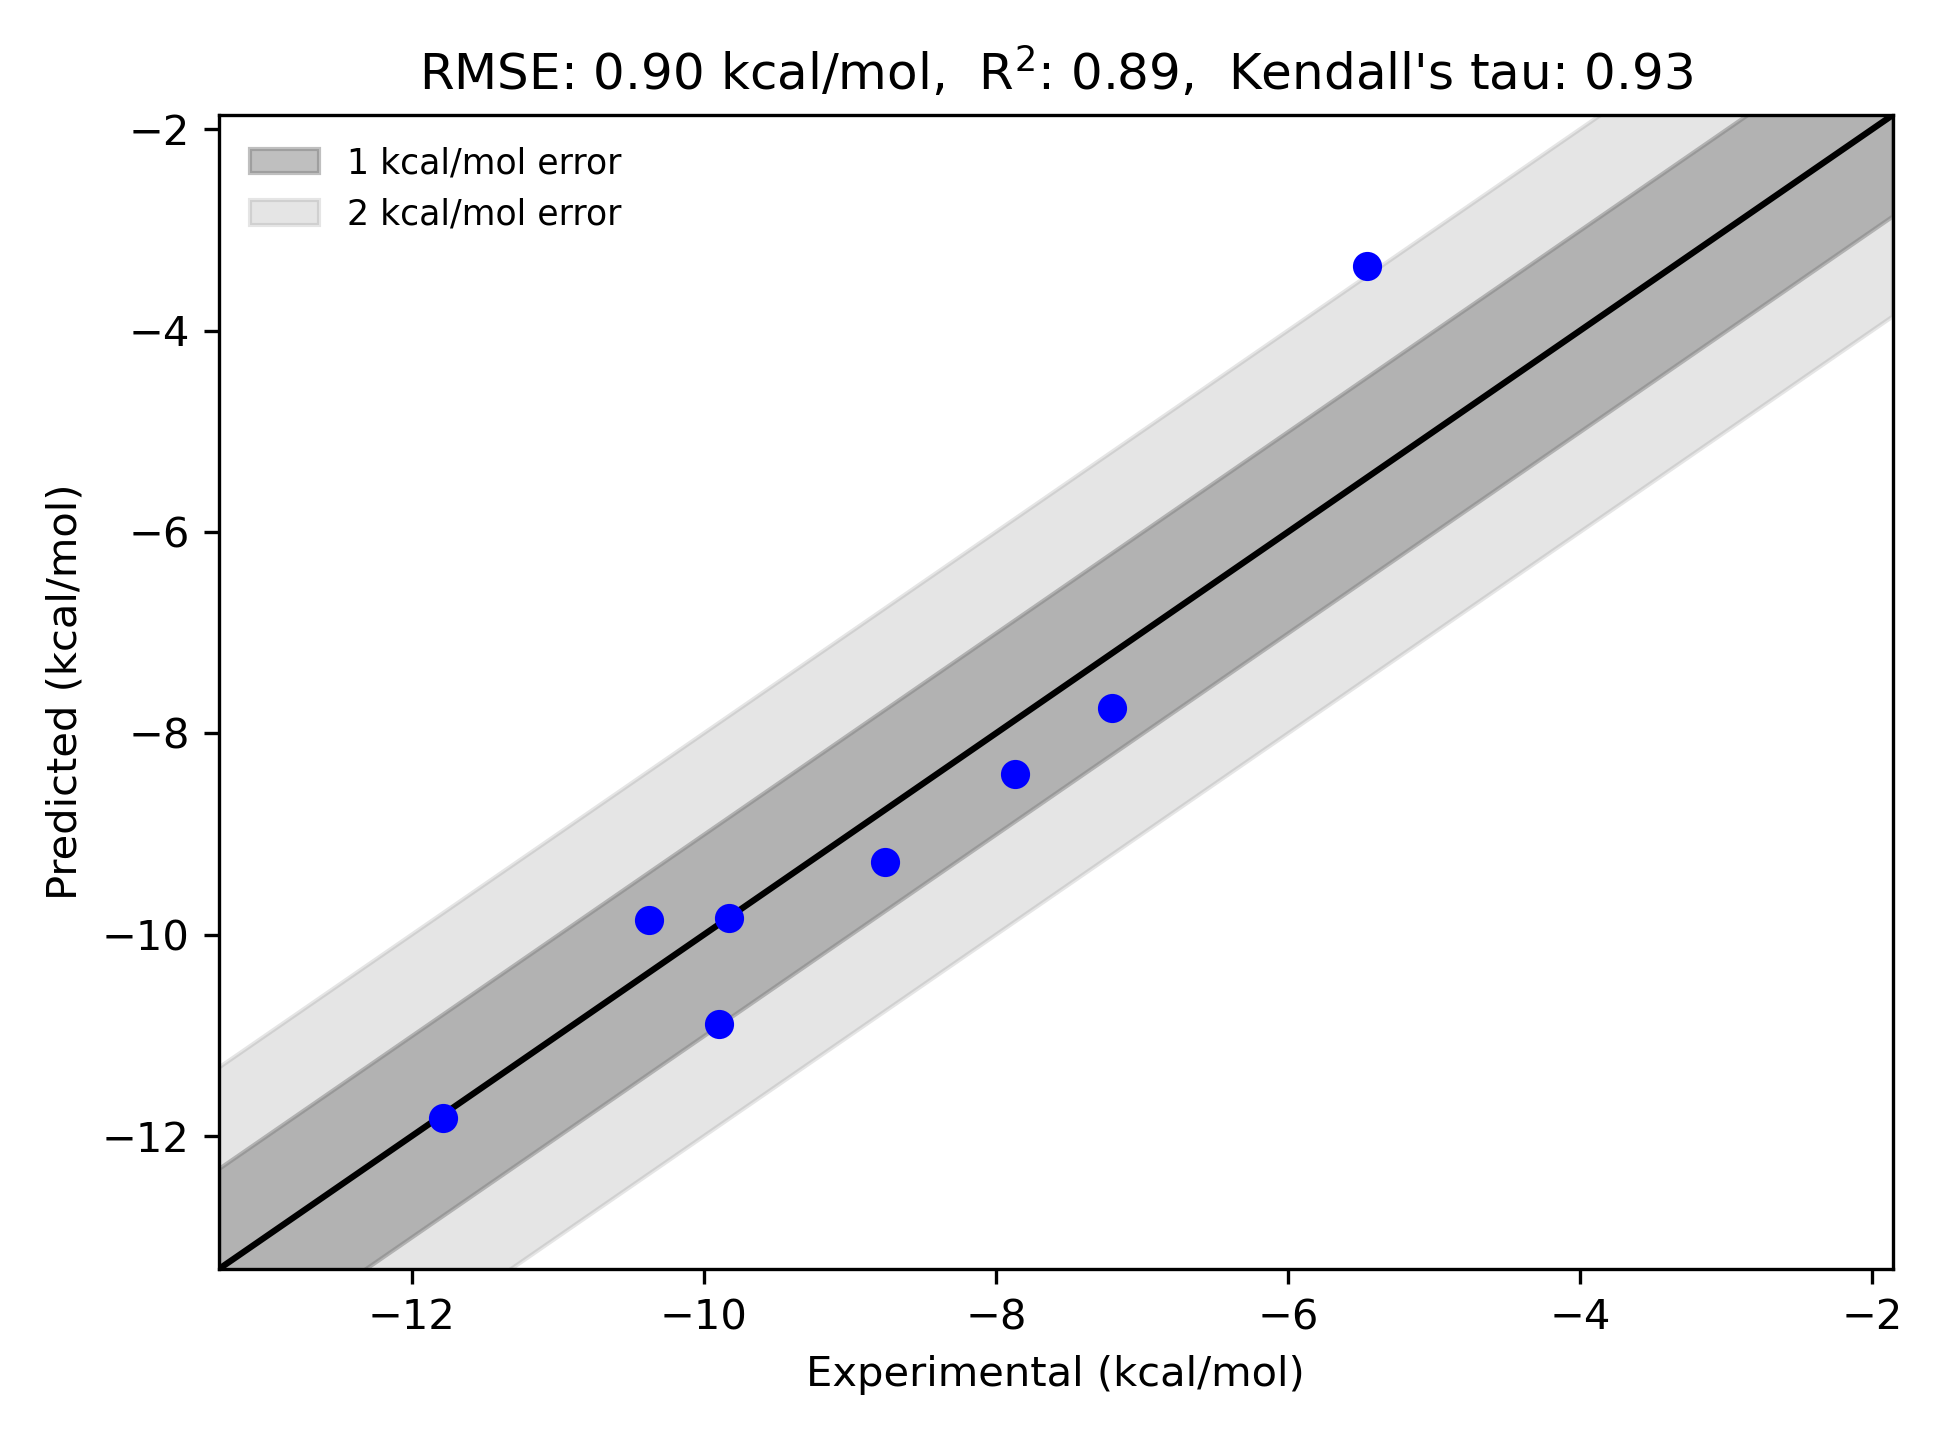 RMSE: 0.90 kcal/mol,  R²: 0.89,  Kendall's tau: 0.93
1 kcal/mol error
2 kcal/mol error
Predicted (kcal/mol)
−2
−4
−6
−8
−10
−12
−12 −10 −8 −6 −4 −2
Experimental (kcal/mol)